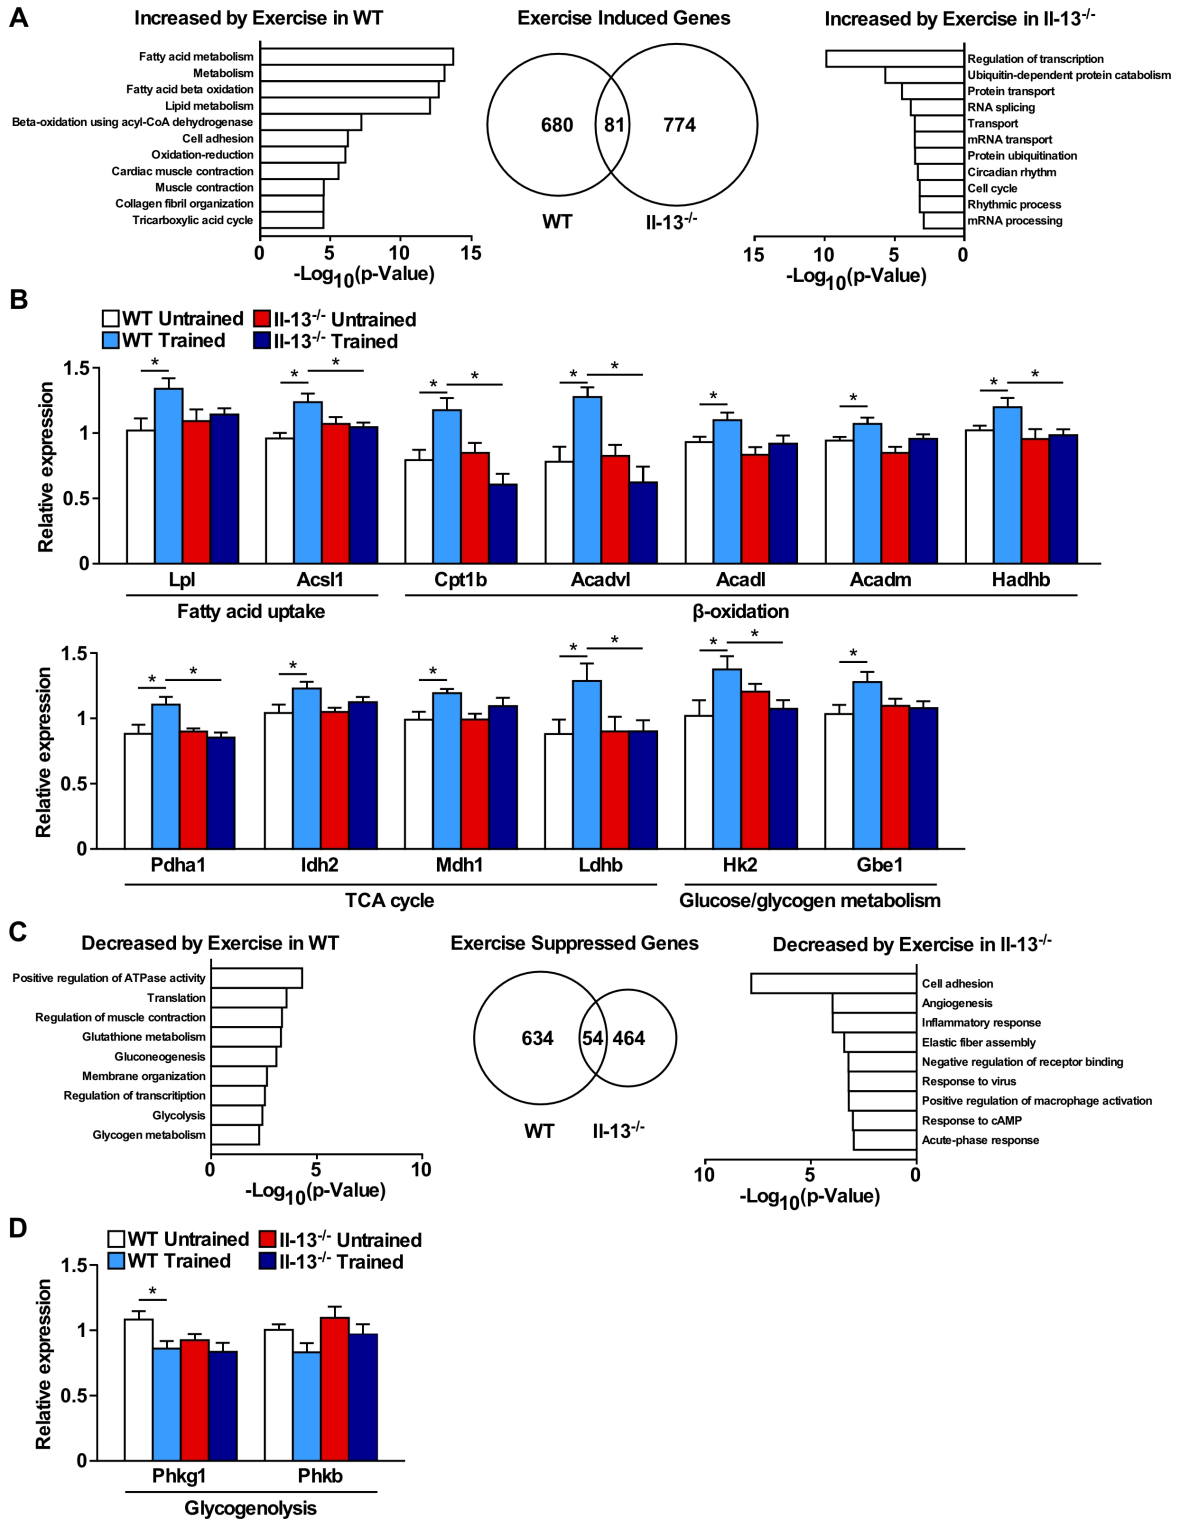 A
Increased by Exercise in WT
Fatty acid metabolism
Metabolism
Fatty acid beta oxidation
Lipid metabolism
Beta-oxidation using acyl-CoA dehydrogenase
Cell adhesion
Oxidation-reduction
Cardiac muscle contraction
Muscle contraction
Collagen fibril organization
Tricarboxylic acid cycle
0 5 10 15
-Log10(p-Value)
Exercise Induced Genes
680 81 774
WT Il-13-/-
Increased by Exercise in Il-13-/-
Regulation of transcription
Ubiquitin-dependent protein catabolism
Protein transport
RNA splicing
Transport
mRNA transport
Protein ubiquitination
Circadian rhythm
Cell cycle
Rhythmic process
mRNA processing
15 10 5 0
-Log10(p-Value)
B
WT Untrained Il-13-/- Untrained
WT Trained Il-13-/- Trained
Relative expression
1.5
1
0.5
0
* * * * * * * * * * *
Lpl Acsl1 Cpt1b Acadvl Acadl Acadm Hadhb
Fatty acid uptake β-oxidation
Relative expression
1.5
1
0.5
0
* * * * * * * * *
Pdha1 Idh2 Mdh1 Ldhb Hk2 Gbe1
TCA cycle Glucose/glycogen metabolism
C
Decreased by Exercise in WT
Positive regulation of ATPase activity
Translation
Regulation of muscle contraction
Glutathione metabolism
Gluconeogenesis
Membrane organization
Regulation of transcritiption
Glycolysis
Glycogen metabolism
0 5 10
-Log10(p-Value)
Exercise Suppressed Genes
634 54 464
WT Il-13-/-
Decreased by Exercise in Il-13-/-
Cell adhesion
Angiogenesis
Inflammatory response
Elastic fiber assembly
Negative regulation of receptor binding
Response to virus
Positive regulation of macrophage activation
Response to cAMP
Acute-phase response
10 5 0
-Log10(p-Value)
D
WT Untrained Il-13-/- Untrained
WT Trained Il-13-/- Trained
Relative expression
1.5
1
0.5
0
*
Phkg1 Phkb
Glycogenolysis